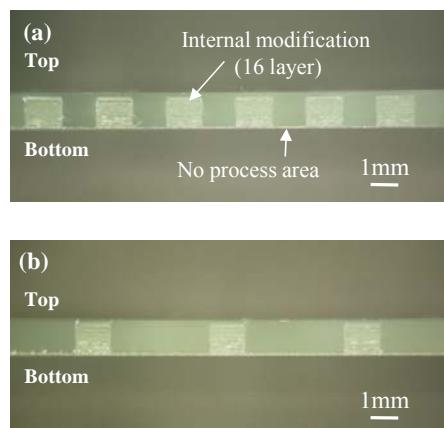 (a)
Top
Internal modification
(16 layer)
Bottom
No process area
1mm
(b)
Top
Bottom
1mm